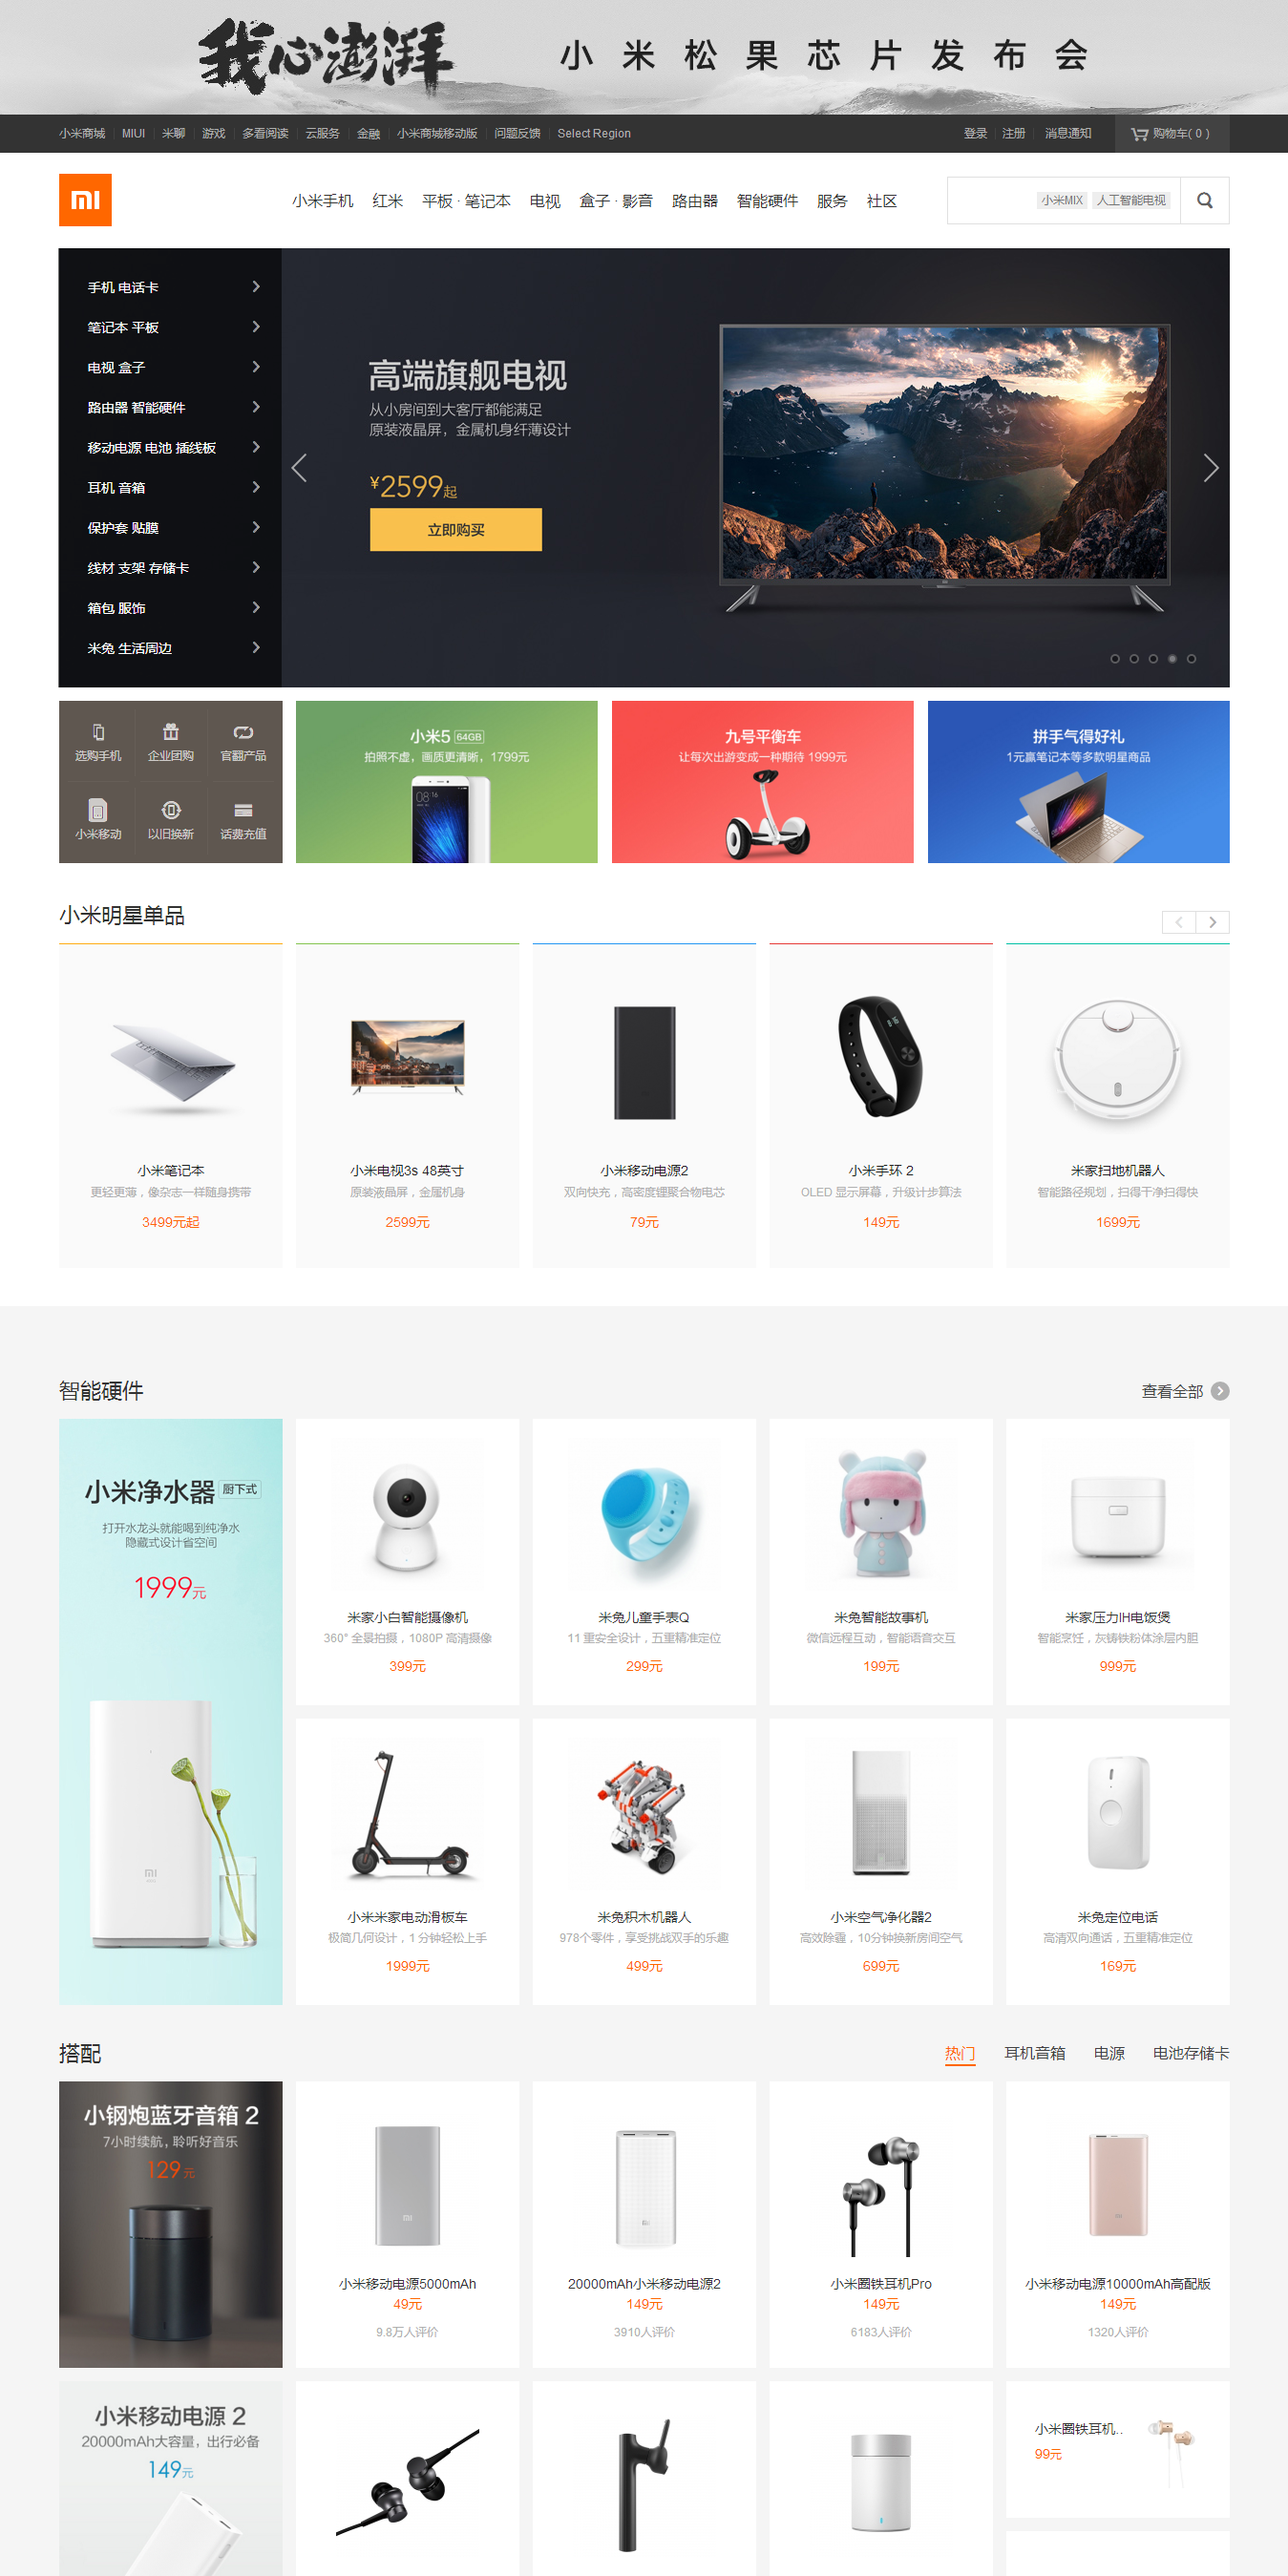 我心澎湃
小米松果芯片发布会
小米商城 MIUI 米聊 游戏 多看阅读 云服务 金融 小米商城移动版 问题反馈 Select Region 登录 注册 消息通知 购物车( 0 )
小米手机 红米 平板 · 笔记本 电视 盒子 · 影音 路由器 智能硬件 服务 社区 小米MIX 人工智能电视
手机 电话卡
笔记本 平板
电视 盒子
路由器 智能硬件
移动电源 电池 插线板
耳机 音箱
保护套 贴膜
线材 支架 存储卡
箱包 服饰
米兔 生活周边
高端旗舰电视
从小房间到大客厅都能满足
原装液晶屏，金属机身纤薄设计
¥2599起
立即购买
选购手机 企业团购 官翻产品
小米移动 以旧换新 话费充值
小米5 64GB
拍照不虚，画质更清晰，1799元
08:16
九号平衡车
让每次出游变成一种期待 1999元
拼手气得好礼
1元赢笔记本等多款明星商品
小米明星单品
小米笔记本
更轻更薄，像杂志一样随身携带
3499元起
小米电视3s 48英寸
原装液晶屏，金属机身
2599元
小米移动电源2
双向快充，高密度锂聚合物电芯
79元
小米手环 2
OLED 显示屏幕，升级计步算法
149元
米家扫地机器人
智能路径规划，扫得干净扫得快
1699元
智能硬件 查看全部
小米净水器 厨下式
打开水龙头就能喝到纯净水
隐藏式设计省空间
1999元
米家小白智能摄像机
360° 全景拍摄，1080P 高清摄像
399元
米兔儿童手表Q
11 重安全设计，五重精准定位
299元
米兔智能故事机
微信远程互动，智能语音交互
199元
米家压力IH电饭煲
智能烹饪，灰铸铁粉体涂层内胆
999元
小米米家电动滑板车
极简几何设计，1 分钟轻松上手
1999元
米兔积木机器人
978个零件，享受挑战双手的乐趣
499元
小米空气净化器2
高效除霾，10分钟换新房间空气
699元
米兔定位电话
高清双向通话，五重精准定位
169元
搭配 热门 耳机音箱 电源 电池存储卡
小钢炮蓝牙音箱 2
7小时续航，聆听好音乐
129 元
小米移动电源5000mAh
49元
9.8万人评价
20000mAh小米移动电源2
149元
3910人评价
小米圈铁耳机Pro
149元
6183人评价
小米移动电源10000mAh高配版
149元
1320人评价
小米移动电源 2
20000mAh大容量，出行必备
149元
小米圈铁耳机..
99元